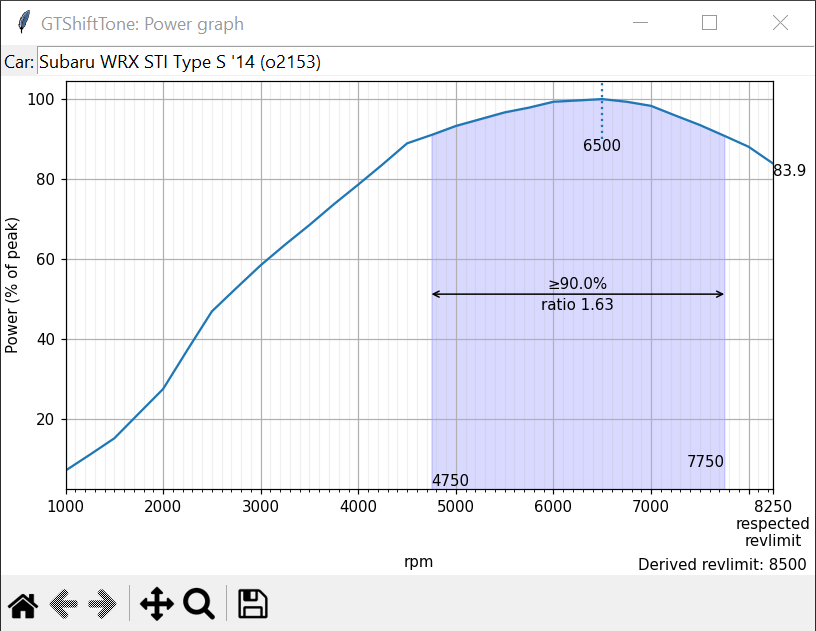 GTShiftTone: Power graph
Car: Subaru WRX STI Type S '14 (o2153)
Power (% of peak)
100
80
60
40
20
6500
83.9
≥90.0%
ratio 1.63
7750
4750
1000 2000 3000 4000 5000 6000 7000 8250
respected
revlimit
rpm
Derived revlimit: 8500